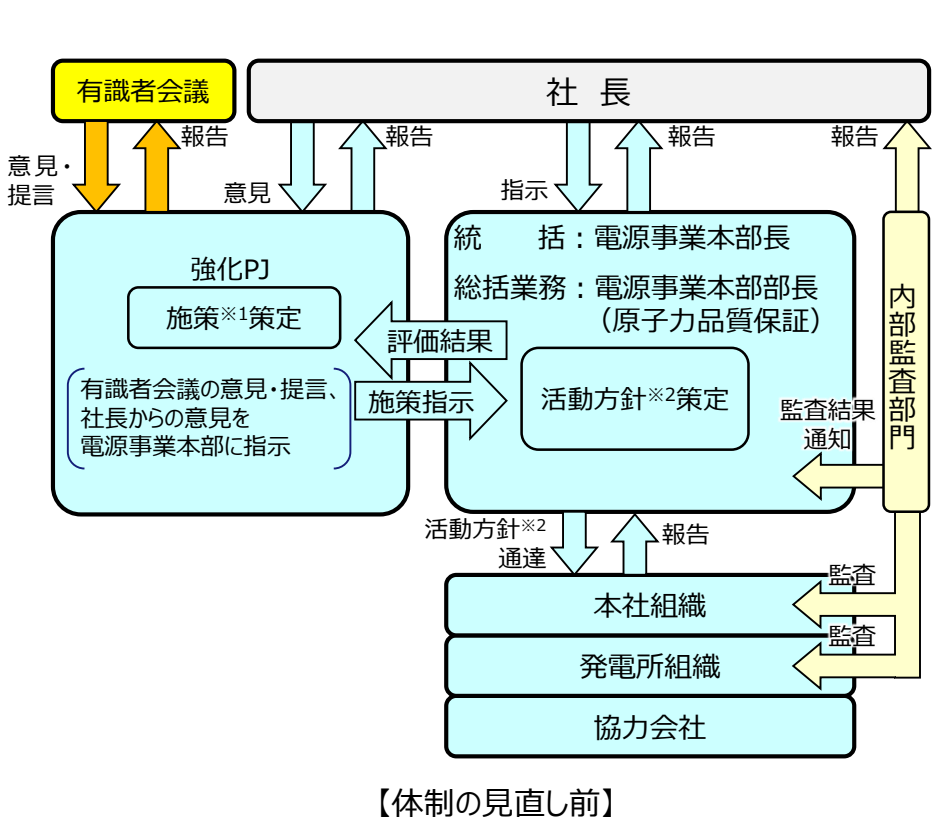 有識者会議
社 長
報告
報告
報告
報告
意見・
提言
意見
指示
強化PJ
施策※1策定
有識者会議の意見・提言、
社長からの意見を
電源事業本部に指示
評価結果
施策指示
統　括：電源事業本部長
総括業務：電源事業本部部長
（原子力品質保証）
活動方針※2策定
内部監査部門
監査結果
通知
活動方針※2
通達
報告
監査
本社組織
監査
発電所組織
協力会社
【体制の見直し前】